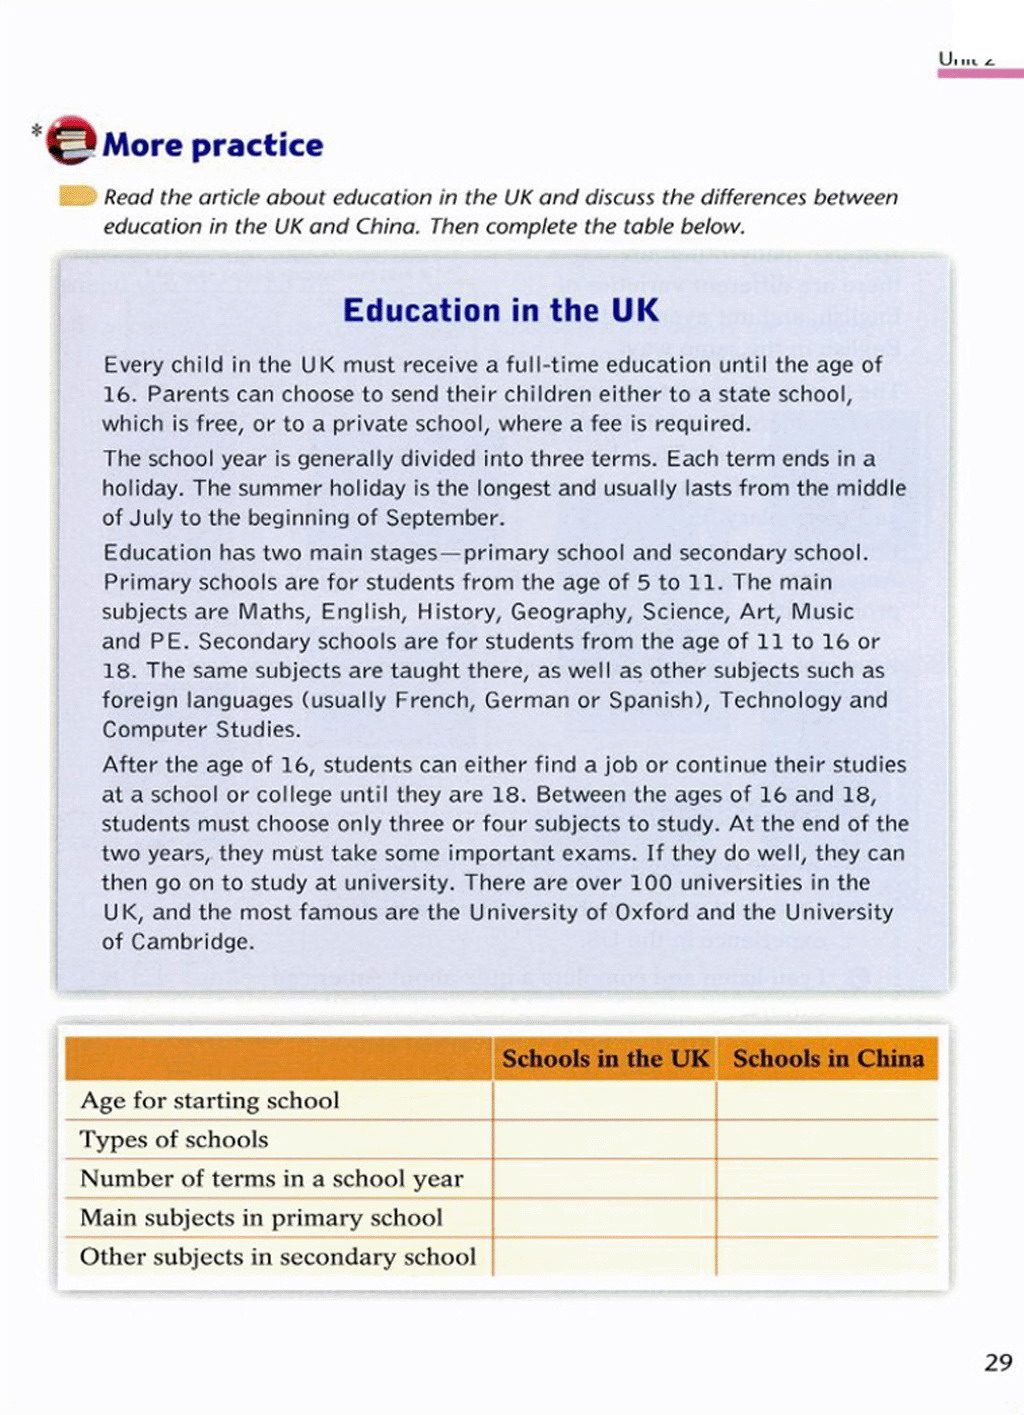 Unit 2
* More practice
Read the article about education in the UK and discuss the differences between
education in the UK and China. Then complete the table below.
Education in the UK
Every child in the UK must receive a full-time education until the age of
16. Parents can choose to send their children either to a state school,
which is free, or to a private school, where a fee is required.
The school year is generally divided into three terms. Each term ends in a
holiday. The summer holiday is the longest and usually lasts from the middle
of July to the beginning of September.
Education has two main stages—primary school and secondary school.
Primary schools are for students from the age of 5 to 11. The main
subjects are Maths, English, History, Geography, Science, Art, Music
and PE. Secondary schools are for students from the age of 11 to 16 or
18. The same subjects are taught there, as well as other subjects such as
foreign languages (usually French, German or Spanish), Technology and
Computer Studies.
After the age of 16, students can either find a job or continue their studies
at a school or college until they are 18. Between the ages of 16 and 18,
students must choose only three or four subjects to study. At the end of the
two years, they must take some important exams. If they do well, they can
then go on to study at university. There are over 100 universities in the
UK, and the most famous are the University of Oxford and the University
of Cambridge.
Schools in the UK Schools in China
Age for starting school
Types of schools
Number of terms in a school year
Main subjects in primary school
Other subjects in secondary school
29